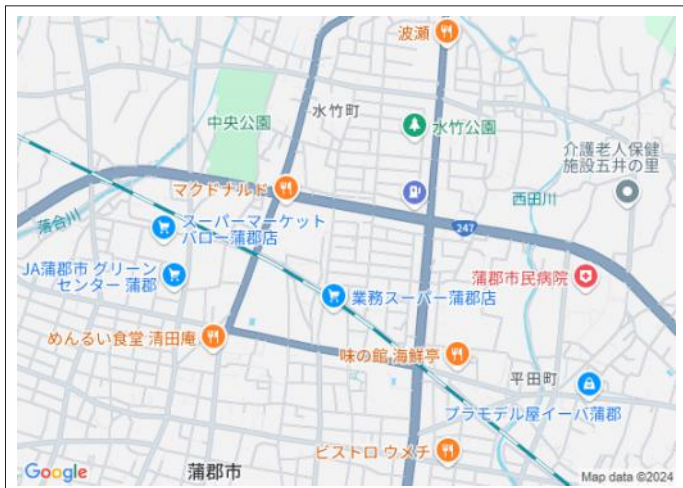 波瀬
水竹町
中央公園
水竹公園
介護老人保健
施設五井の里
マクドナルド
西田川
落合川
スーパーマーケット
バロー蒲郡店
247
JA蒲郡市 グリーン
センター 蒲郡
蒲郡市民病院
業務スーパー蒲郡店
めんるい食堂 清田庵
味の館 海鮮亭
平田町
プラモデル屋イーバ蒲郡
ビストロ ウメチ
蒲郡市
Google
Map data ©2024